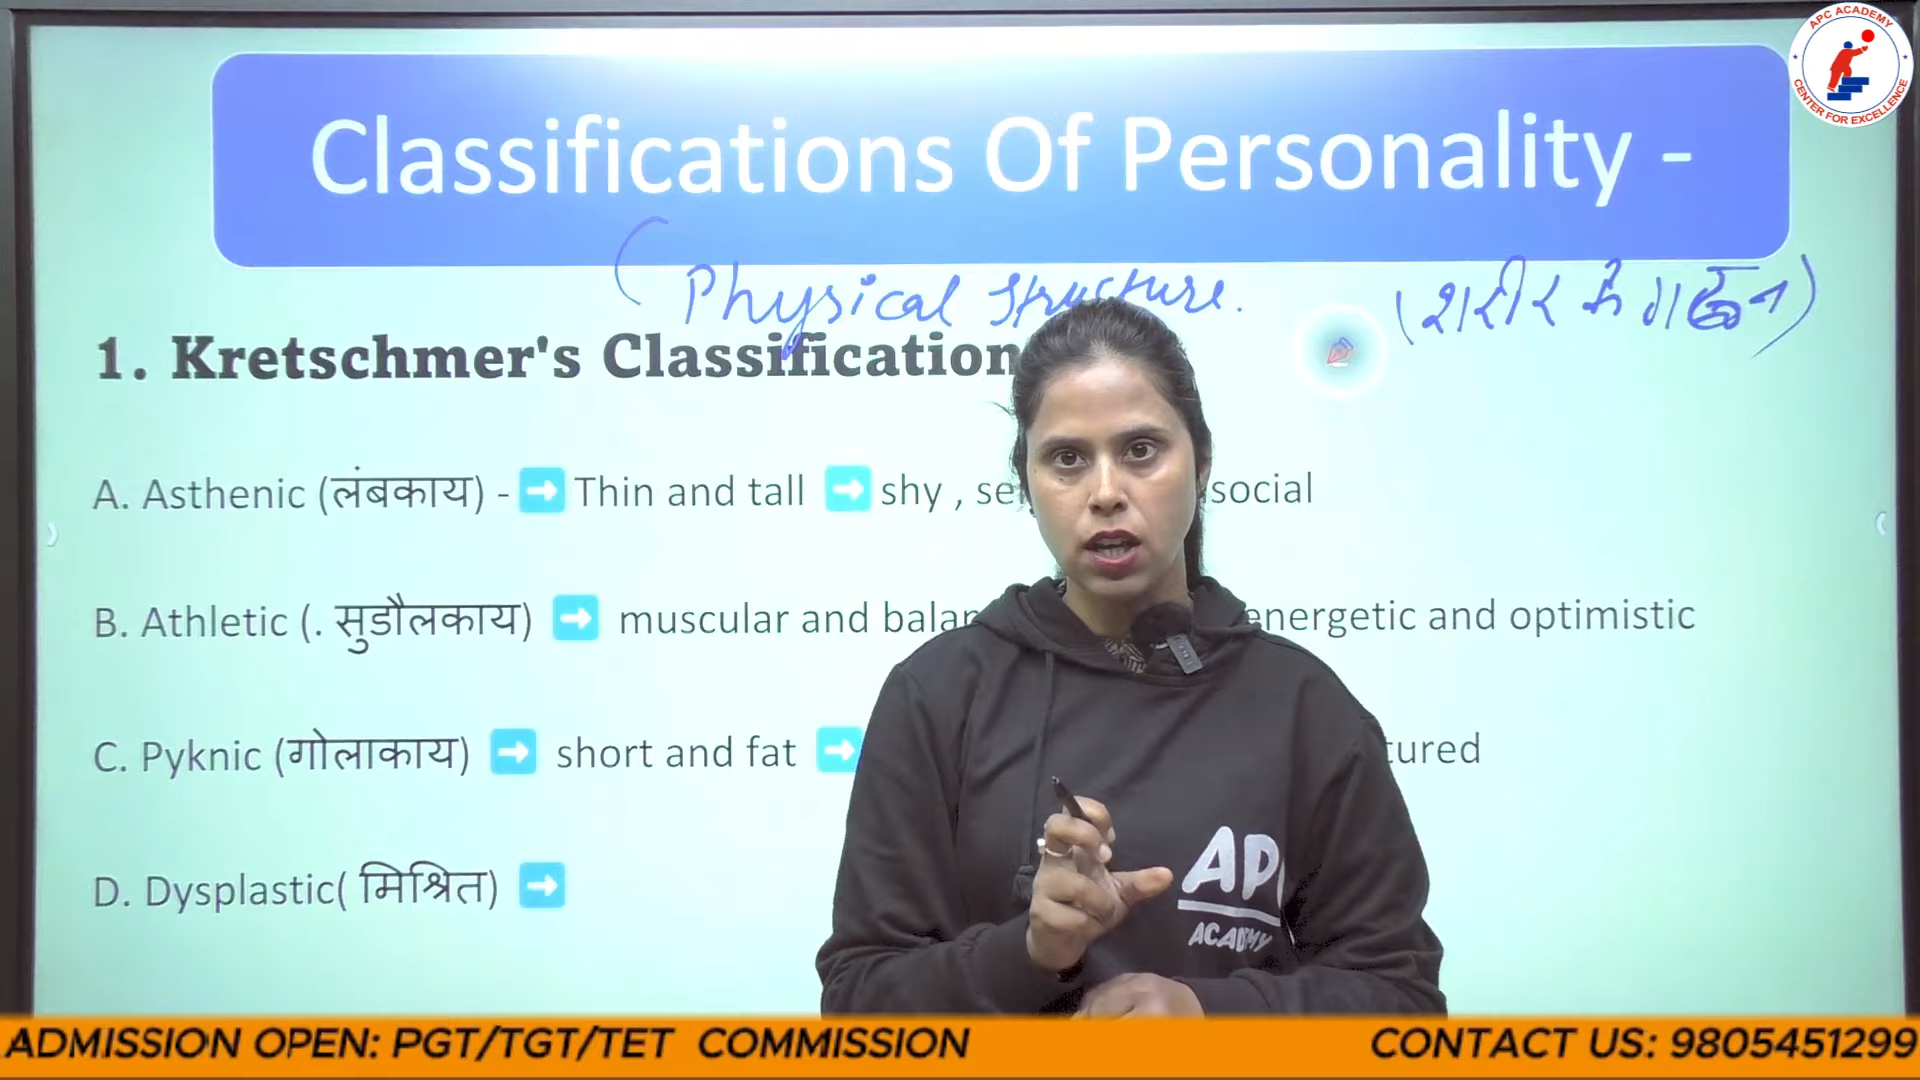 APC ACADEMY
CENTER FOR EXCELLENCE
Classifications Of Personality -
(Physical Structure. (शरीर के गठन)
1. Kretschmer's Classification
A. Asthenic (लंबकाय) - ➡ Thin and tall ➡ shy , social
B. Athletic (. सुडौलकाय) ➡ muscular and energetic and optimistic
C. Pyknic (गोलाकाय) ➡ short and fat ➡
D. Dysplastic( मिश्रित) ➡
AP
ACADEMY
ADMISSION OPEN: PGT/TGT/TET COMMISSION CONTACT US: 9805451299